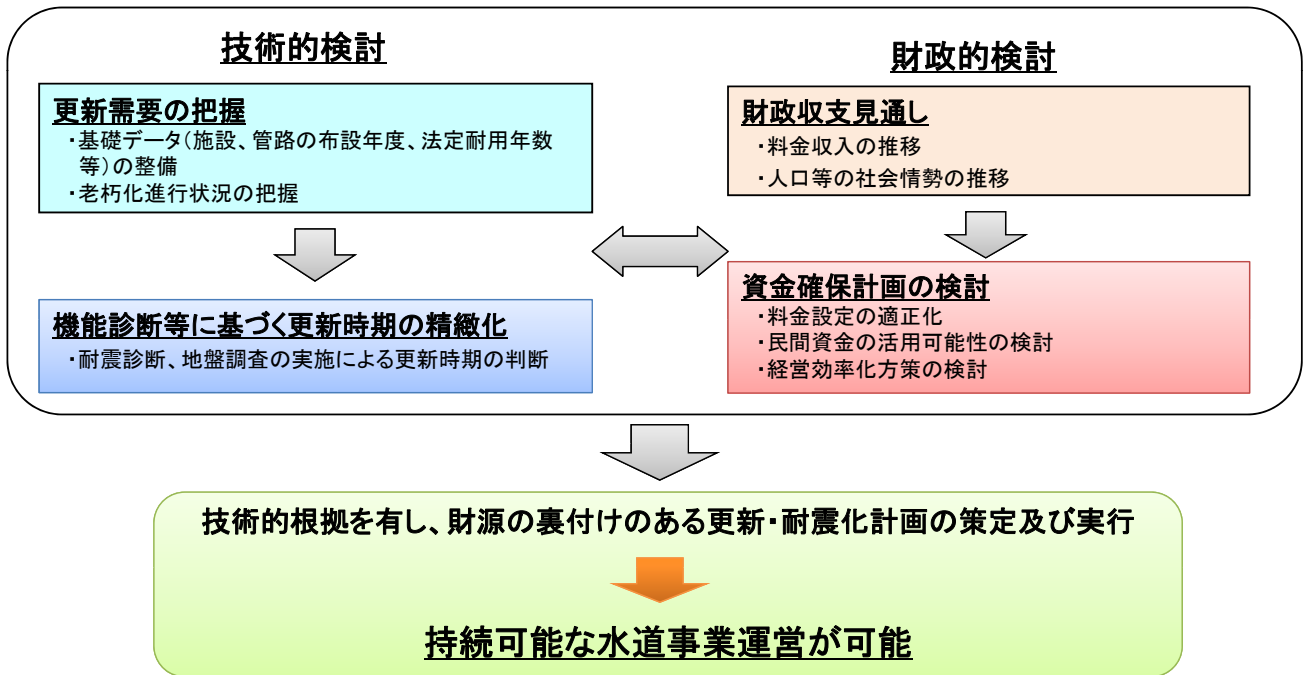 技術的検討
更新需要の把握
・基礎データ（施設、管路の布設年度、法定耐用年数
等）の整備
・老朽化進行状況の把握
機能診断等に基づく更新時期の精緻化
・耐震診断、地盤調査の実施による更新時期の判断
財政的検討
財政収支見通し
・料金収入の推移
・人口等の社会情勢の推移
資金確保計画の検討
・料金設定の適正化
・民間資金の活用可能性の検討
・経営効率化方策の検討
技術的根拠を有し、財源の裏付けのある更新・耐震化計画の策定及び実行
持続可能な水道事業運営が可能